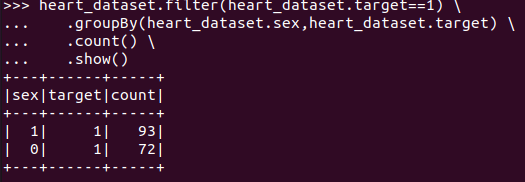 >>> heart_dataset.filter(heart_dataset.target==1) \
...     .groupBy(heart_dataset.sex,heart_dataset.target) \
...     .count() \
...     .show()
+---+------+-----+
|sex|target|count|
+---+------+-----+
|  1|     1|   93|
|  0|     1|   72|
+---+------+-----+